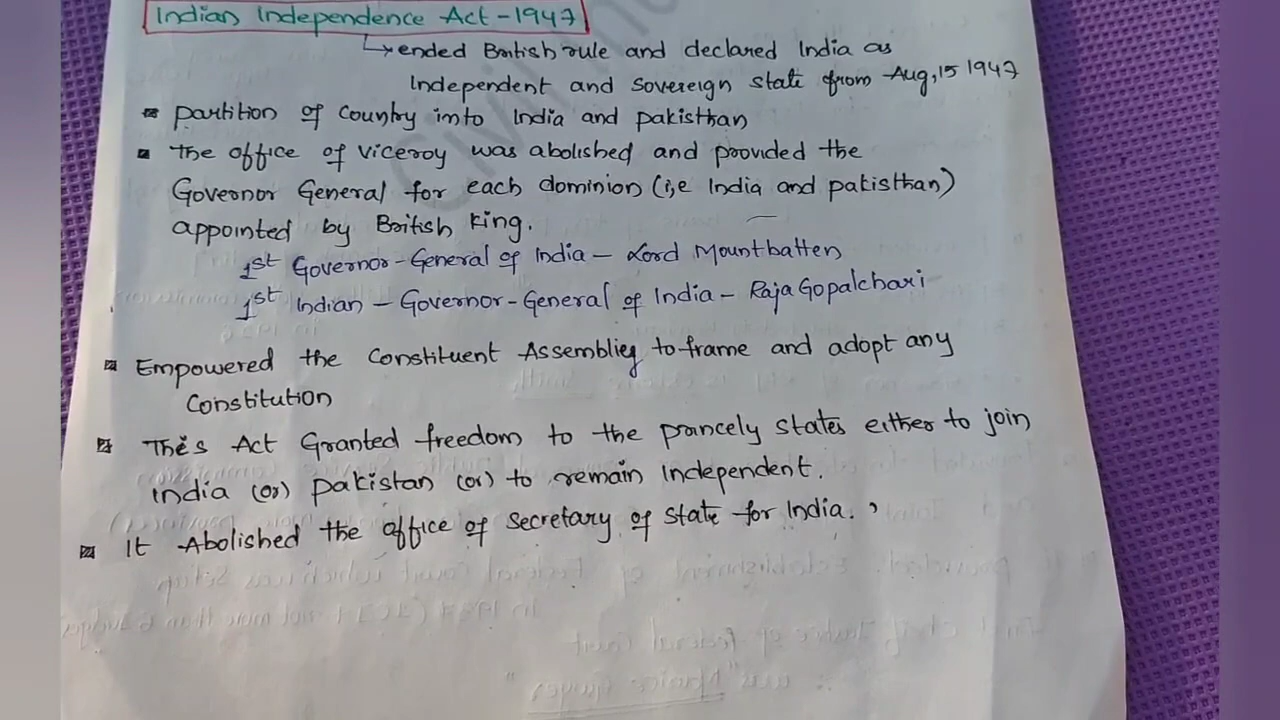 Indian Independence Act - 1947
→ ended British rule and declared India as
Independent and Sovereign state from Aug, 15 1947
Partition of Country into India and pakisthan
The office of viceroy was abolished and provided the
Governor General for each dominion (i,e India and pakisthan)
appointed by British king.
1st Governor-General of India – Lord Mountbatten
1st Indian – Governor-General of India – RajaGopalchari
Empowered the Constituent Assemblies to frame and adopt any
Constitution
This Act Granted freedom to the princely states either to join
India (or) pakistan (or) to remain Independent.
It Abolished the office of Secretary of state for India.